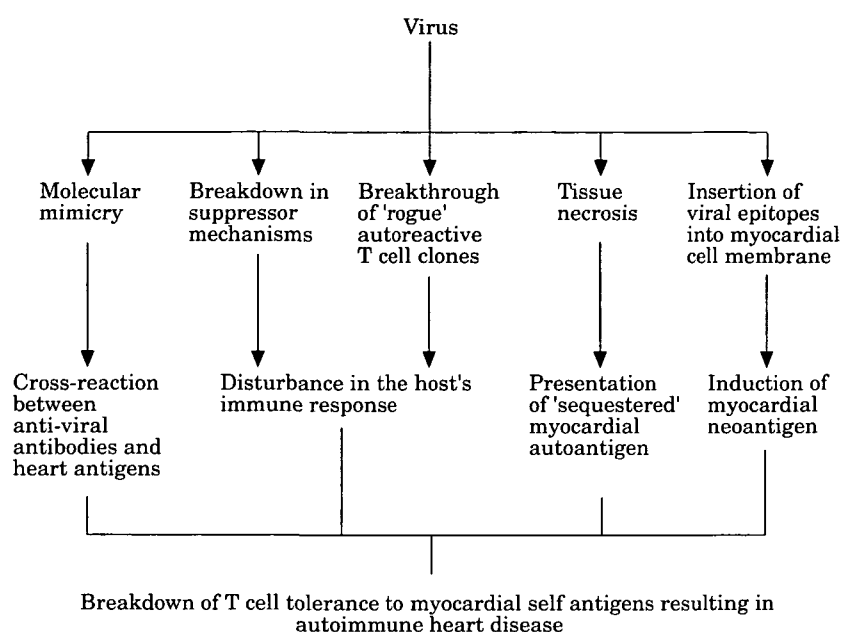 Virus
Molecular
mimicry
Breakdown in
suppressor
mechanisms
Breakthrough
of 'rogue'
autoreactive
T cell clones
Tissue
necrosis
Insertion of
viral epitopes
into myocardial
cell membrane
Cross-reaction
between
anti-viral
antibodies and
heart antigens
Disturbance in the host's
immune response
Presentation
of 'sequestered'
myocardial
autoantigen
Induction of
myocardial
neoantigen
Breakdown of T cell tolerance to myocardial self antigens resulting in
autoimmune heart disease